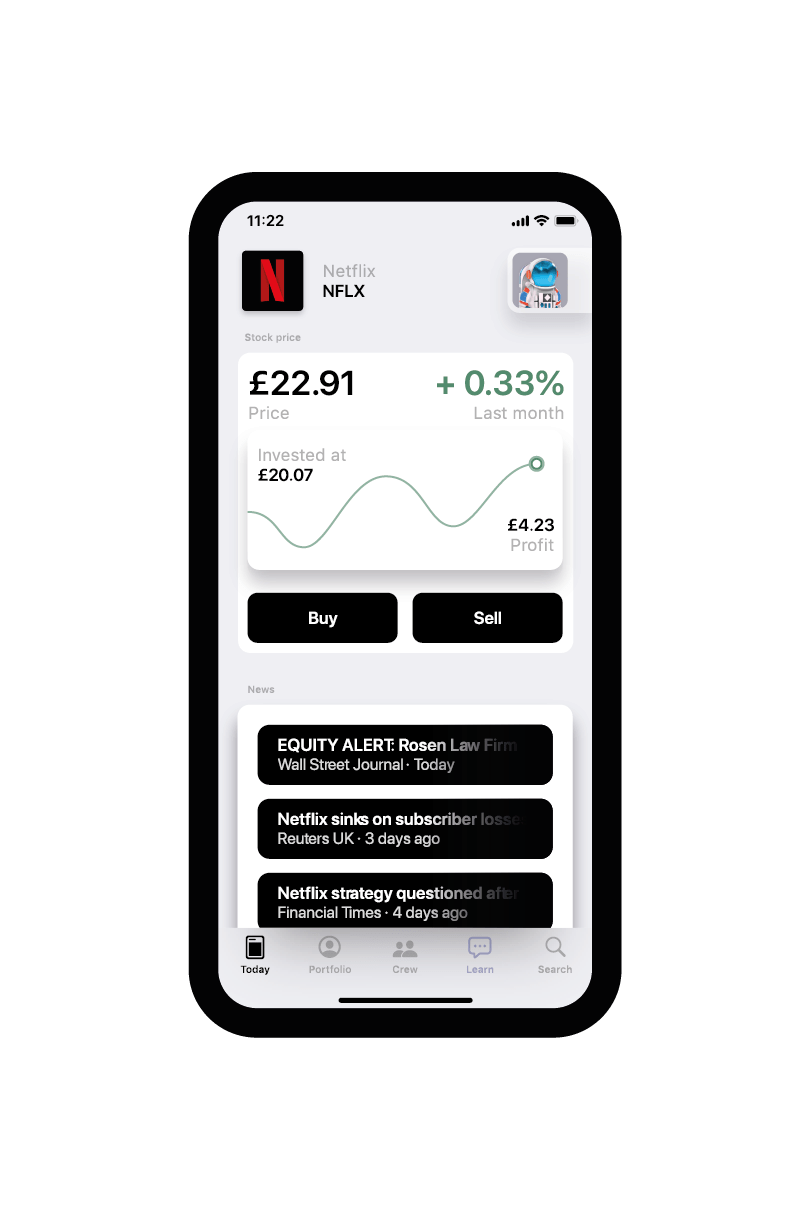 11:22
N
Netflix
NFLX
Stock price
£22.91
+ 0.33%
Price
Last month
Invested at
£20.07
£4.23
Profit
Buy
Sell
News
EQUITY ALERT: Rosen Law Firm
Wall Street Journal · Today
Netflix sinks on subscriber losse
Reuters UK · 3 days ago
Netflix strategy questioned after
Financial Times · 4 days ago
Today
Portfolio
Crew
Learn
Search